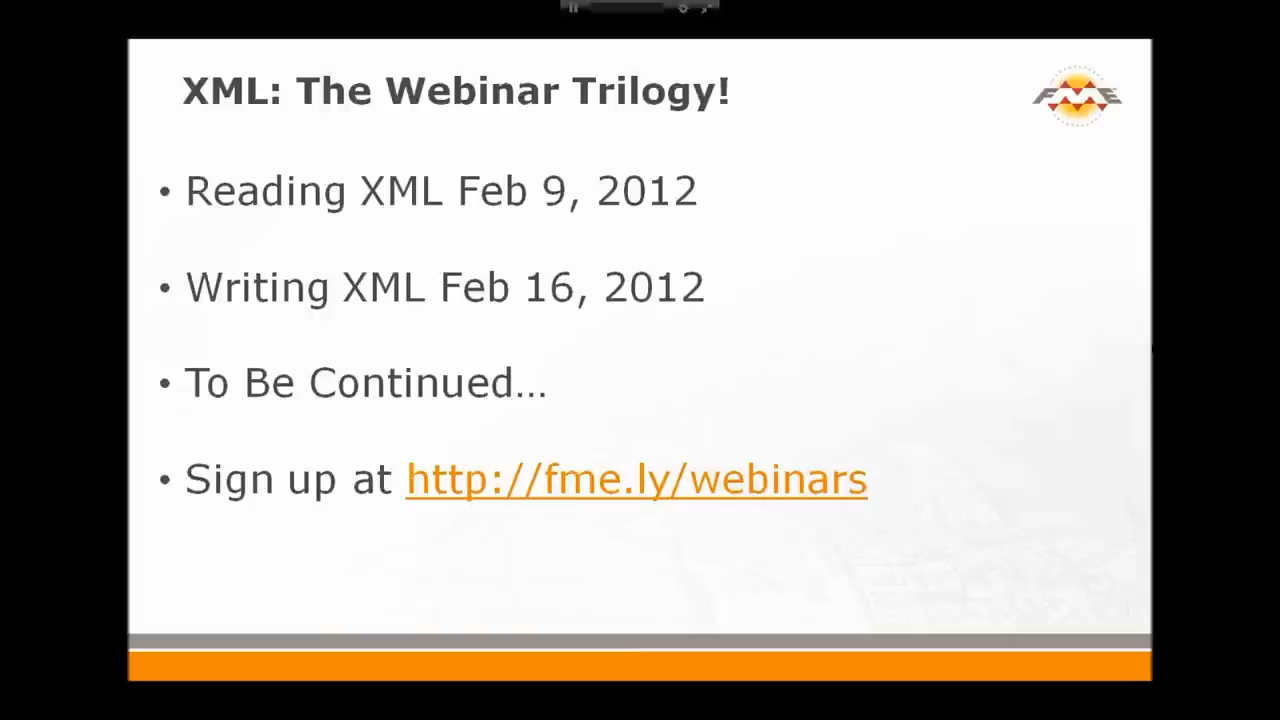 XML: The Webinar Trilogy!
FME
• Reading XML Feb 9, 2012
• Writing XML Feb 16, 2012
• To Be Continued…
• Sign up at http://fme.ly/webinars